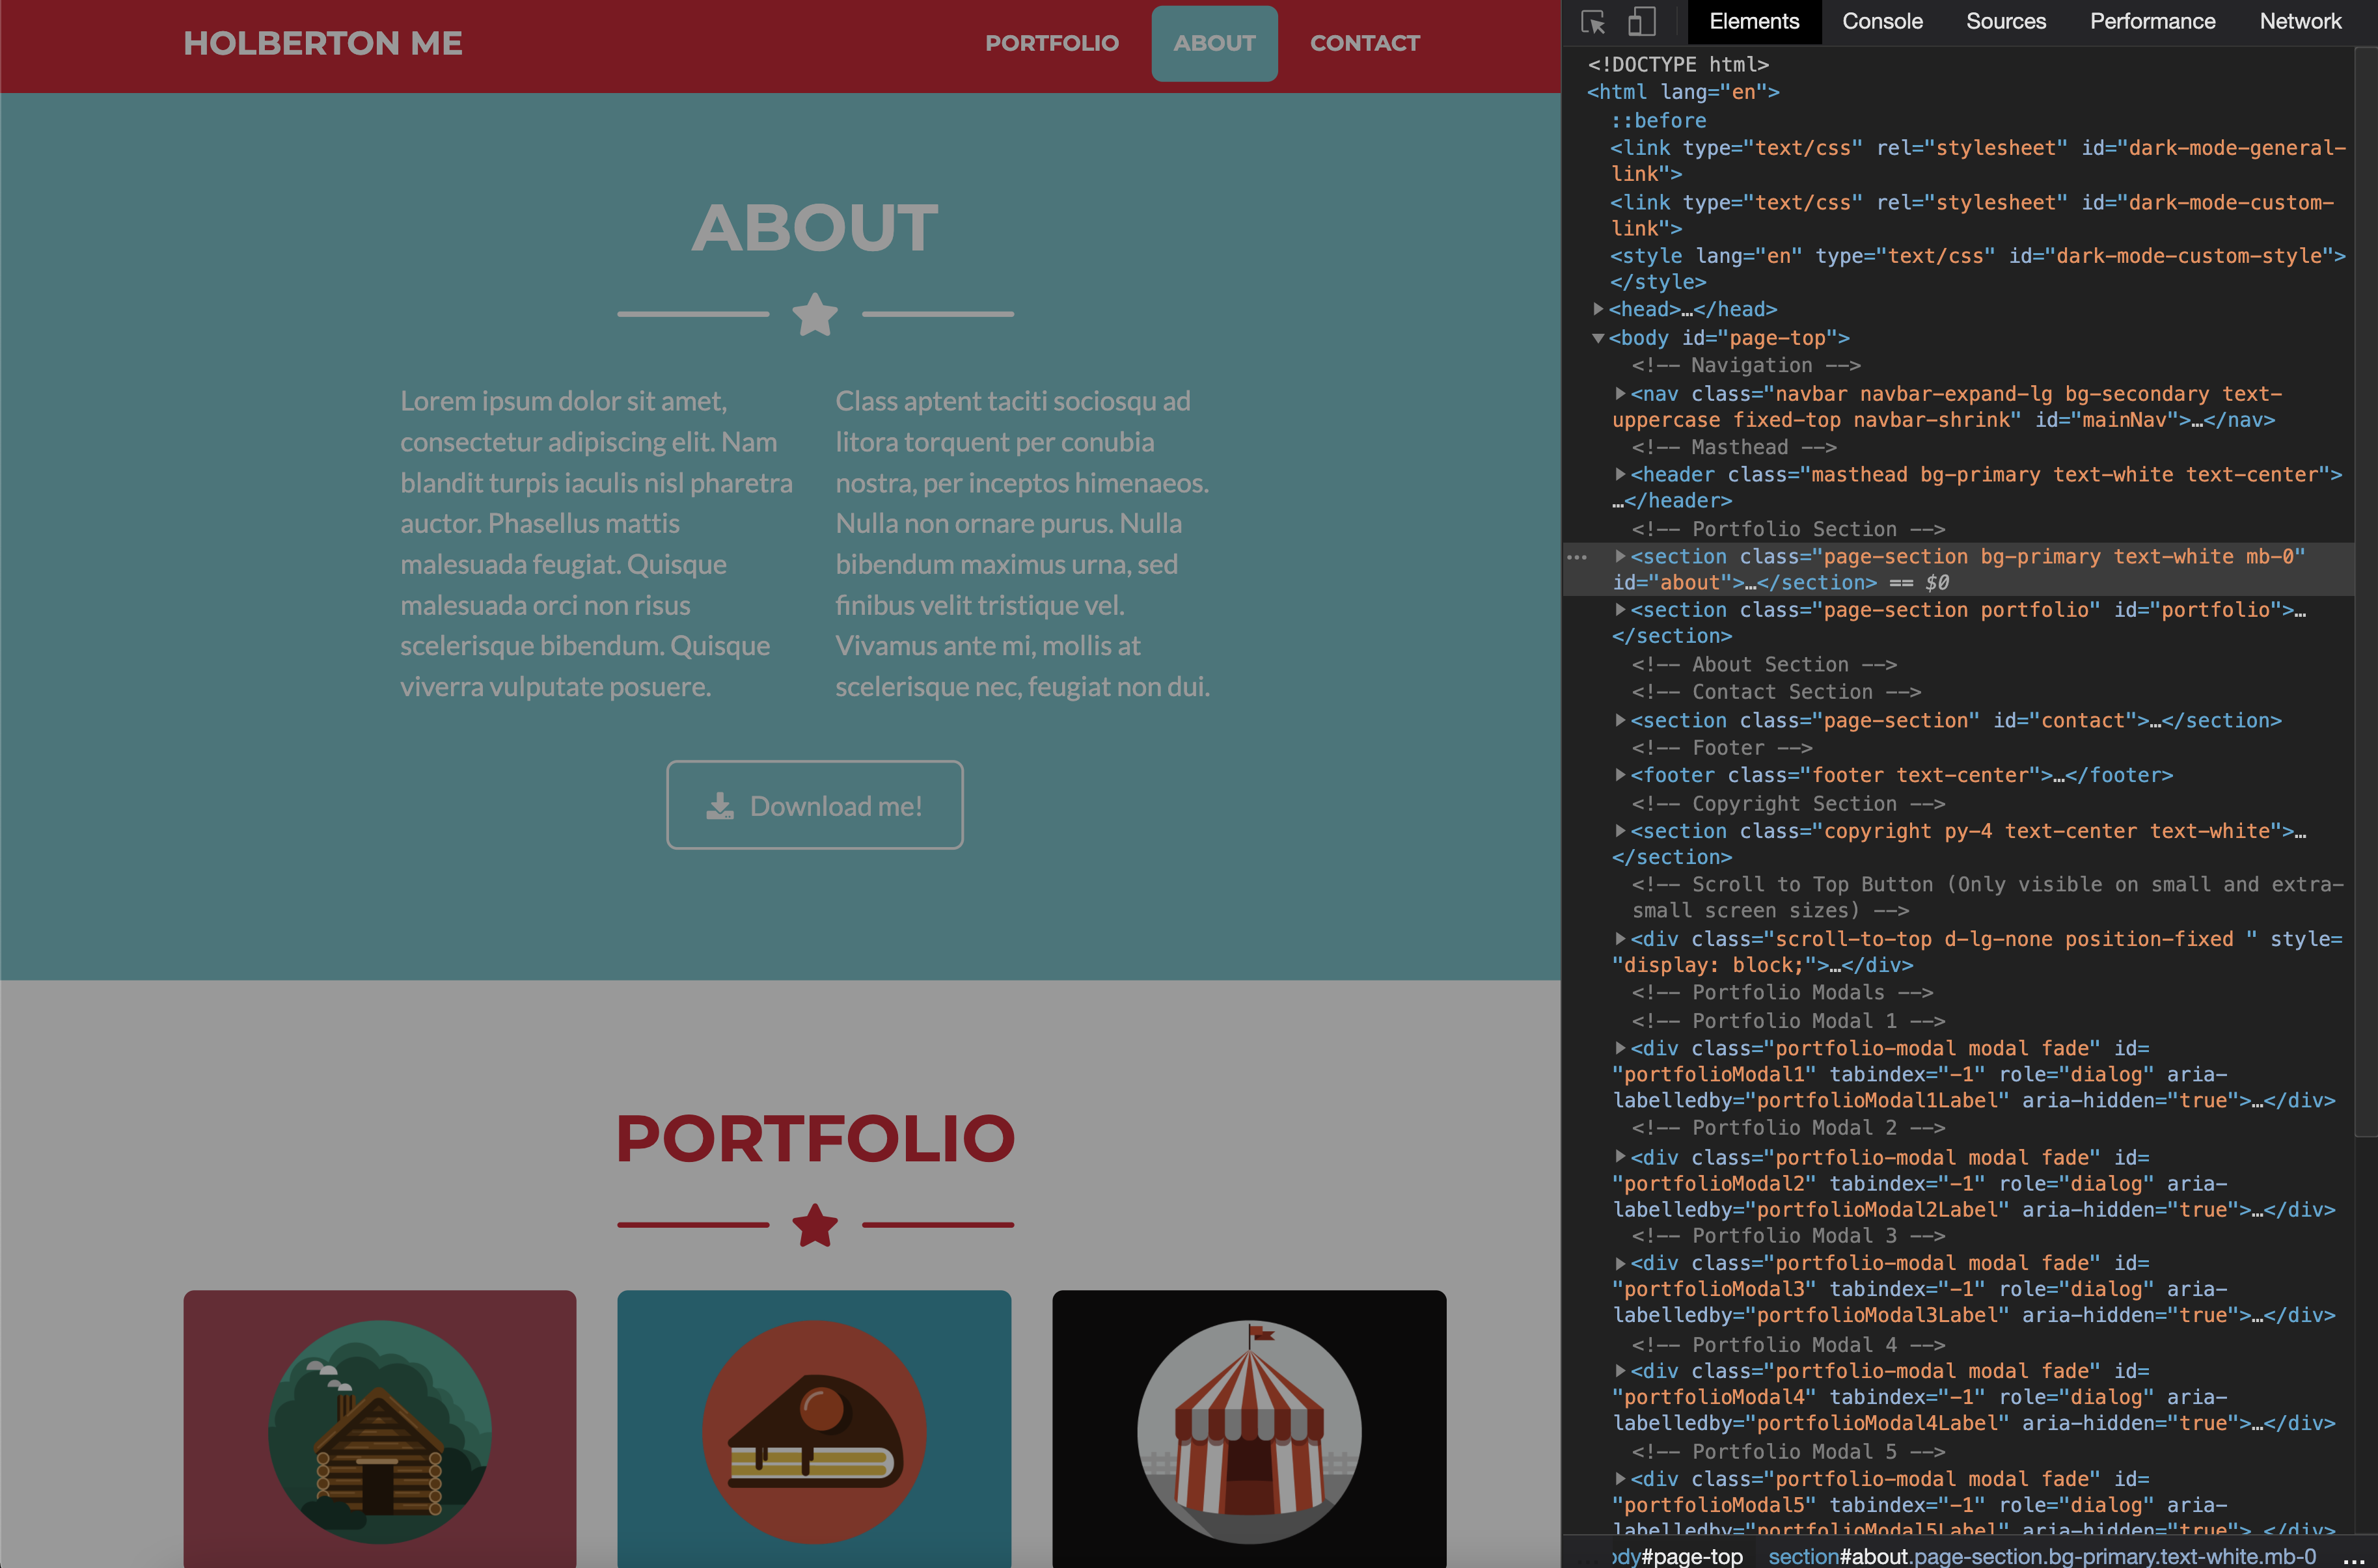 HOLBERTON ME
PORTFOLIO
ABOUT
CONTACT
ABOUT
Lorem ipsum dolor sit amet,
consectetur adipiscing elit. Nam
blandit turpis iaculis nisl pharetra
auctor. Phasellus mattis
malesuada feugiat. Quisque
malesuada orci non risus
scelerisque bibendum. Quisque
viverra vulputate posuere.
Class aptent taciti sociosqu ad
litora torquent per conubia
nostra, per inceptos himenaeos.
Nulla non ornare purus. Nulla
bibendum maximus urna, sed
finibus velit tristique vel.
Vivamus ante mi, mollis at
scelerisque nec, feugiat non dui.
Download me!
PORTFOLIO
Elements
Console
Sources
Performance
Network
<!DOCTYPE html>
<html lang="en">
::before
<link type="text/css" rel="stylesheet" id="dark-mode-general-
link">
<link type="text/css" rel="stylesheet" id="dark-mode-custom-
link">
<style lang="en" type="text/css" id="dark-mode-custom-style">
</style>
<head>…</head>
<body id="page-top">
<!-- Navigation -->
<nav class="navbar navbar-expand-lg bg-secondary text-
uppercase fixed-top navbar-shrink" id="mainNav">…</nav>
<!-- Masthead -->
<header class="masthead bg-primary text-white text-center">
…</header>
<!-- Portfolio Section -->
<section class="page-section bg-primary text-white mb-0"
id="about">…</section> == $0
<section class="page-section portfolio" id="portfolio">…
</section>
<!-- About Section -->
<!-- Contact Section -->
<section class="page-section" id="contact">…</section>
<!-- Footer -->
<footer class="footer text-center">…</footer>
<!-- Copyright Section -->
<section class="copyright py-4 text-center text-white">…
</section>
<!-- Scroll to Top Button (Only visible on small and extra-
small screen sizes) -->
<div class="scroll-to-top d-lg-none position-fixed " style=
"display: block;">…</div>
<!-- Portfolio Modals -->
<!-- Portfolio Modal 1 -->
<div class="portfolio-modal modal fade" id=
"portfolioModal1" tabindex="-1" role="dialog" aria-
labelledby="portfolioModal1Label" aria-hidden="true">…</div>
<!-- Portfolio Modal 2 -->
<div class="portfolio-modal modal fade" id=
"portfolioModal2" tabindex="-1" role="dialog" aria-
labelledby="portfolioModal2Label" aria-hidden="true">…</div>
<!-- Portfolio Modal 3 -->
<div class="portfolio-modal modal fade" id=
"portfolioModal3" tabindex="-1" role="dialog" aria-
labelledby="portfolioModal3Label" aria-hidden="true">…</div>
<!-- Portfolio Modal 4 -->
<div class="portfolio-modal modal fade" id=
"portfolioModal4" tabindex="-1" role="dialog" aria-
labelledby="portfolioModal4Label" aria-hidden="true">…</div>
<!-- Portfolio Modal 5 -->
<div class="portfolio-modal modal fade" id=
"portfolioModal5" tabindex="-1" role="dialog" aria-
labelledby="portfolioModal5Label" aria-hidden="true">…</div>
ody#page-top section#about.page-section.bg-primary.text-white.mb-0 …